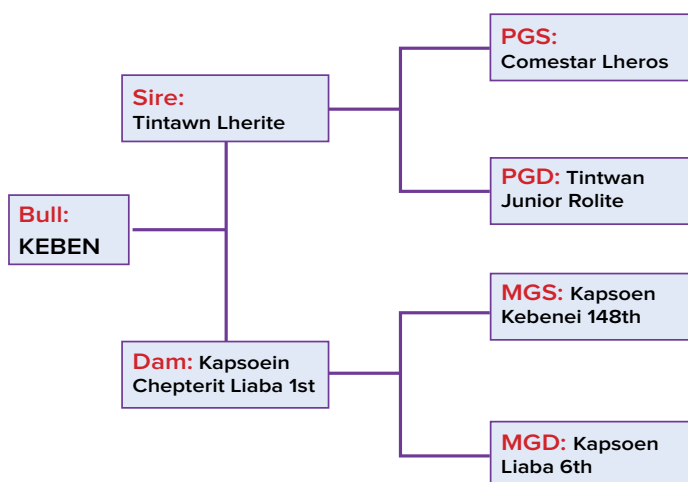 PGS:
Comestar Lheros
Sire:
Tintawn Lherite
PGD: Tintwan
Junior Rolite
Bull:
KEBEN
MGS: Kapsoen
Kebenei 148th
Dam: Kapsoein
Chepterit Liaba 1st
MGD: Kapsoen
Liaba 6th